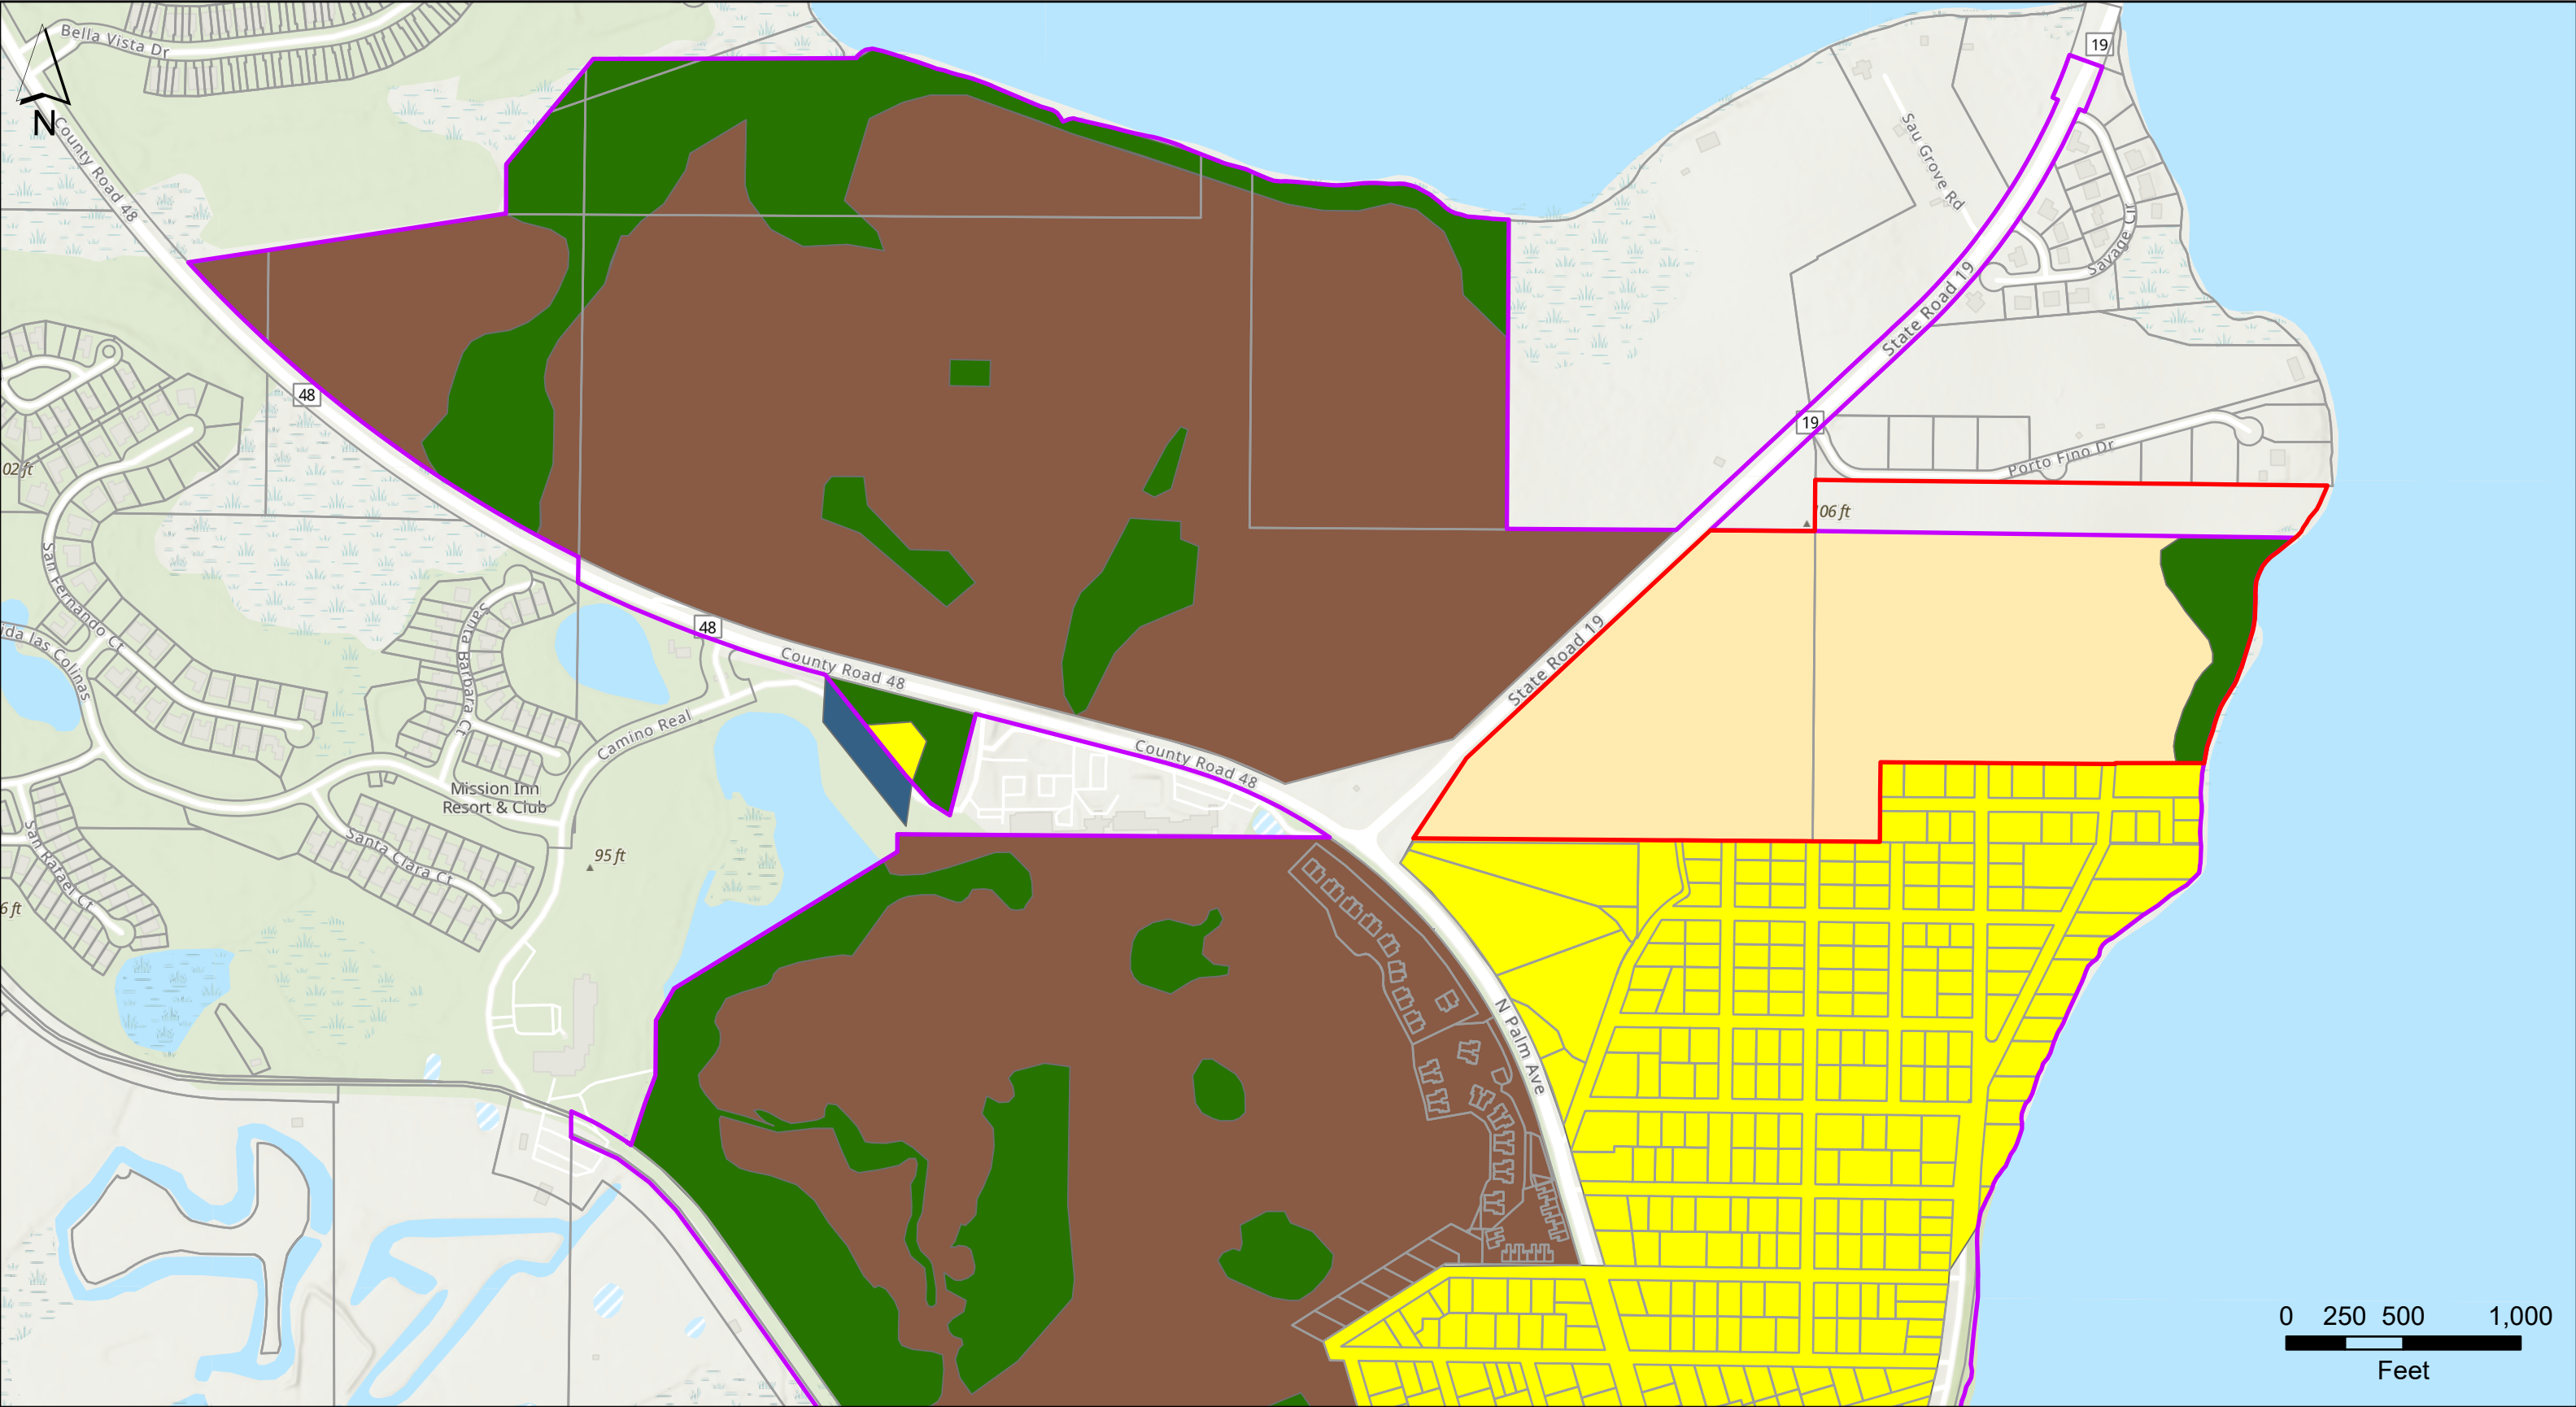 Bella Vista Dr
19
N
County Road 48
Sau Grove Rd
Savage Cir
State Road 19
48
19
Porto Fino Dr
02 ft
06 ft
San Fernando Ct
Santa Barbara Ct
48
County Road 48
State Road 19
ida las Colinas
Camino Real
County Road 48
Mission Inn
Resort & Club
San Rafael Ct
Santa Clara Ct
95 ft
6 ft
N Palm Ave
0 250 500 1,000
Feet